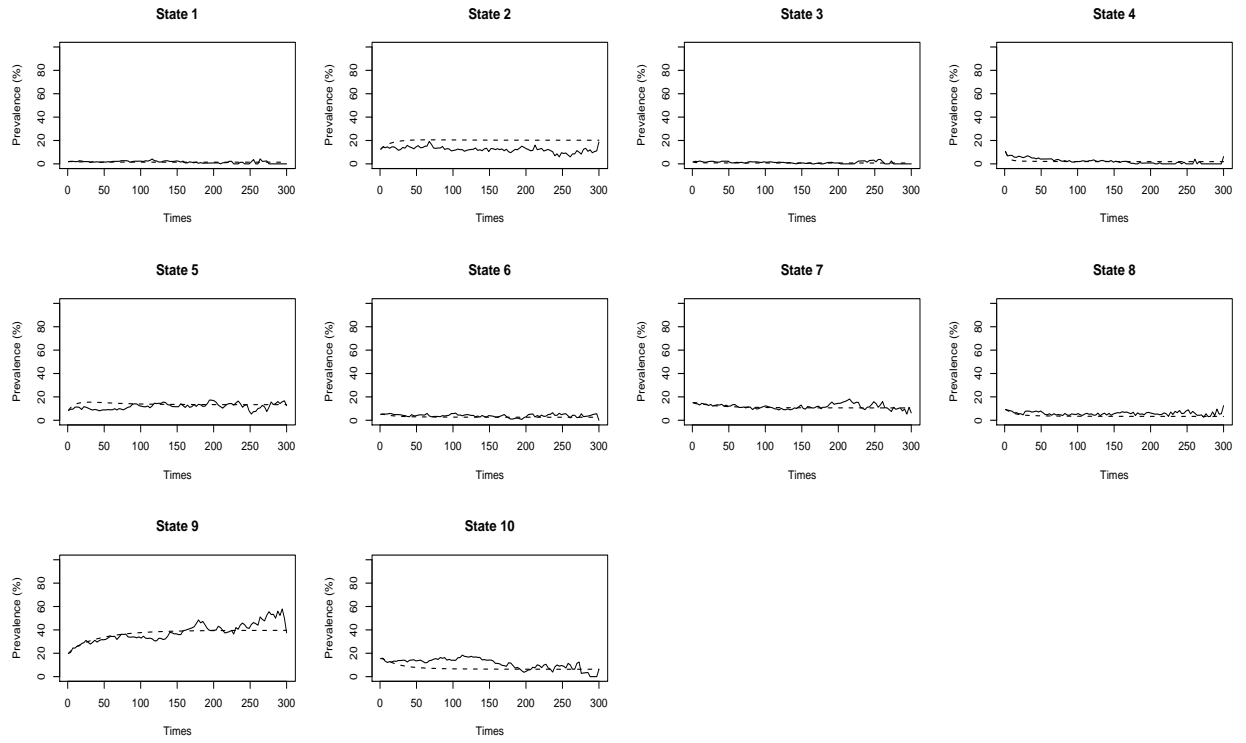 State 1
State 2
State 3
State 4
Prevalence (%)
0 20 40 60 80
0 50 100 150 200 250 300
Times
Prevalence (%)
0 20 40 60 80
0 50 100 150 200 250 300
Times
Prevalence (%)
0 20 40 60 80
0 50 100 150 200 250 300
Times
Prevalence (%)
0 20 40 60 80
0 50 100 150 200 250 300
Times
State 5
State 6
State 7
State 8
Prevalence (%)
0 20 40 60 80
0 50 100 150 200 250 300
Times
Prevalence (%)
0 20 40 60 80
0 50 100 150 200 250 300
Times
Prevalence (%)
0 20 40 60 80
0 50 100 150 200 250 300
Times
Prevalence (%)
0 20 40 60 80
0 50 100 150 200 250 300
Times
State 9
State 10
Prevalence (%)
0 20 40 60 80
0 50 100 150 200 250 300
Times
Prevalence (%)
0 20 40 60 80
0 50 100 150 200 250 300
Times